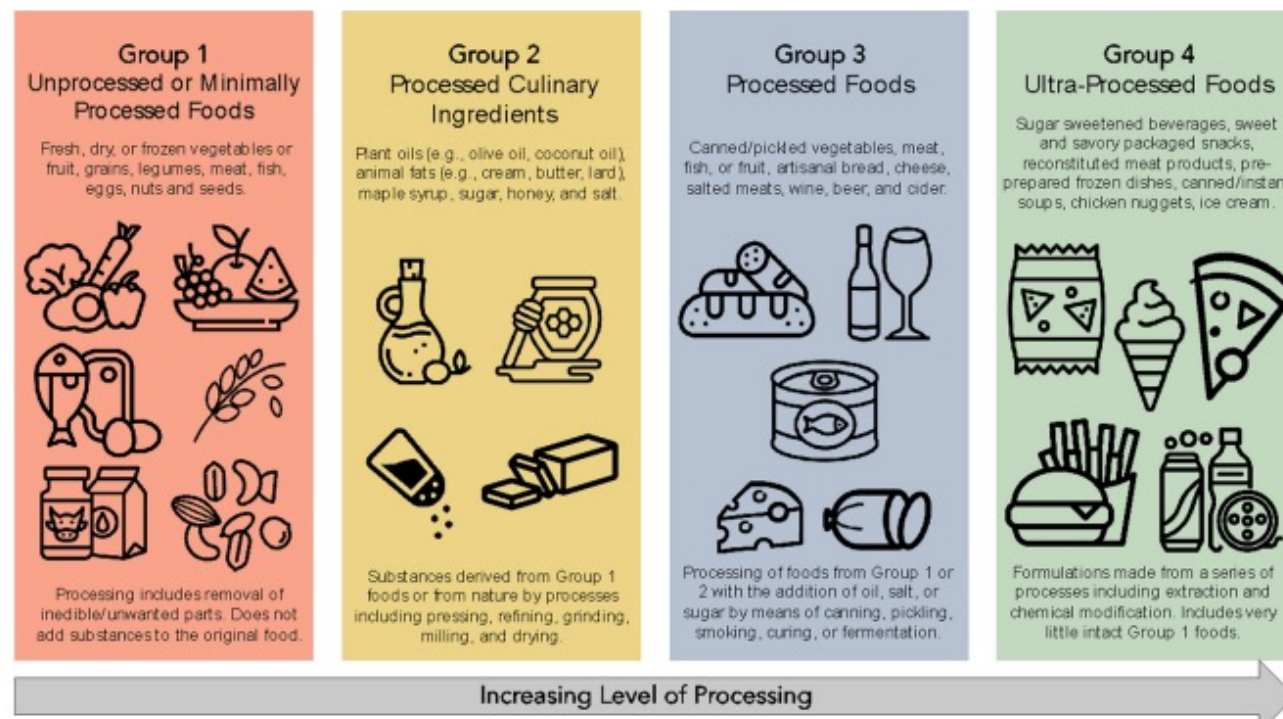 Group 1
Unprocessed or Minimally
Processed Foods
Fresh, dry, or frozen vegetables or
fruit, grains, legumes, meat, fish,
eggs, nuts and seeds.
Processing includes removal of
inedible/unwanted parts. Does not
add substances to the original food.
Group 2
Processed Culinary
Ingredients
Plant oils (e.g., olive oil, coconut oil),
animal fats (e.g., cream, butter, lard),
maple syrup, sugar, honey, and salt.
Substances derived from Group 1
foods or from nature by processes
including pressing, refining, grinding,
milling, and drying.
Group 3
Processed Foods
Canned/pickled vegetables, meat,
fish, or fruit, artisanal bread, cheese,
salted meats, wine, beer, and cider.
Processing of foods from Group 1 or
2 with the addition of oil, salt, or
sugar by means of canning, pickling,
smoking, curing, or fermentation.
Group 4
Ultra-Processed Foods
Sugar sweetened beverages, sweet
and savory packaged snacks,
reconstituted meat products, pre-
prepared frozen dishes, canned/instan
soups, chicken nuggets, ice cream.
Formulations made from a series of
processes including extraction and
chemical modification. Includes very
little intact Group 1 foods.
Increasing Level of Processing